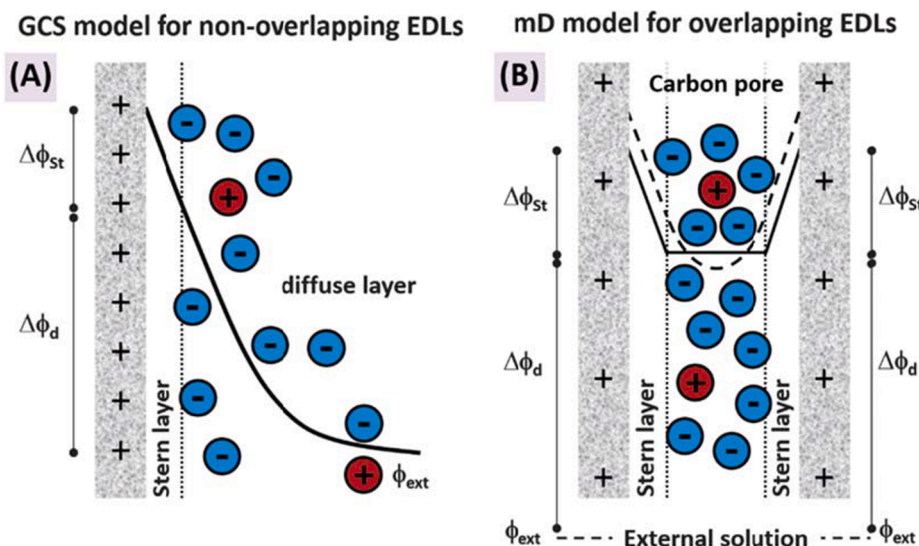 GCS model for non-overlapping EDLs
(A)
+
+
+
+
+
+
+
+
ΔϕSt
Δϕd
Stern layer
-
-
-
+
-
-
diffuse layer
-
-
-
-
-
+
ϕext
mD model for overlapping EDLs
(B)
Carbon pore
+
+
+
+
+
+
+
+
ΔϕSt
ΔϕSt
-
-
-
+
-
-
-
-
-
-
+
-
-
-
Δϕd
Δϕd
Stern layer
Stern layer
ϕext
External solution
ϕext